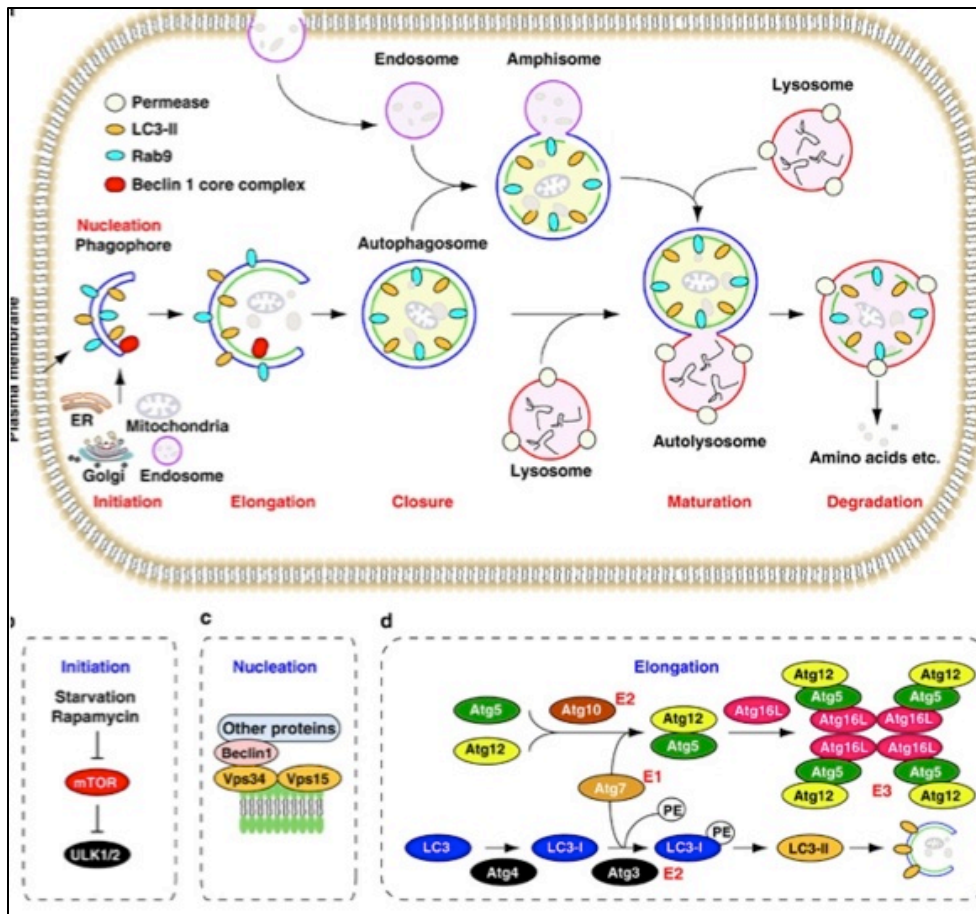 Endosome
Amphisome
Lysosome
Permease
LC3-II
Rab9
Beclin 1 core complex
Nucleation
Phagophore
Autophagosome
Plasma membrane
ER
Mitochondria
Golgi
Endosome
Lysosome
Autolysosome
Amino acids etc.
Initiation
Elongation
Closure
Maturation
Degradation
c
d
Initiation
Starvation
Rapamycin
mTOR
ULK1/2
Nucleation
Other proteins
Beclin1
Vps34
Vps15
Elongation
Atg5
Atg10
E2
Atg12
Atg12
Atg5
Atg7
E1
Atg16L
Atg12
Atg12
Atg5
Atg5
Atg16L
Atg16L
Atg16L
Atg16L
Atg5
Atg5
Atg12
E3
Atg12
PE
LC3
LC3-I
LC3-I
PE
LC3-II
Atg4
Atg3
E2